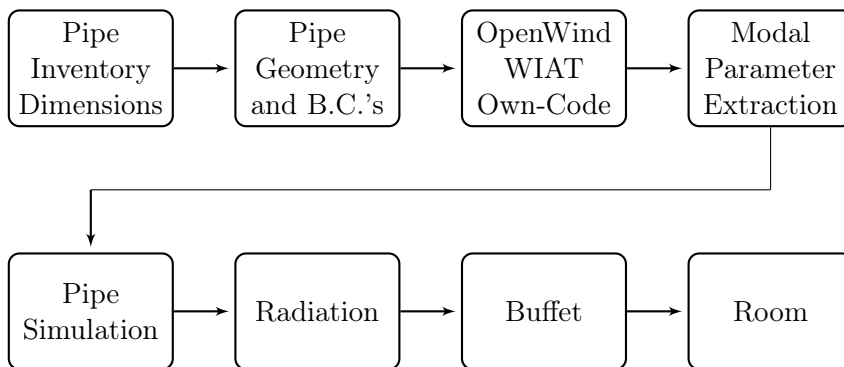 Pipe
Inventory
Dimensions
Pipe
Geometry
and B.C.'s
OpenWind
WIAT
Own-Code
Modal
Parameter
Extraction
Pipe
Simulation
Radiation
Buffet
Room